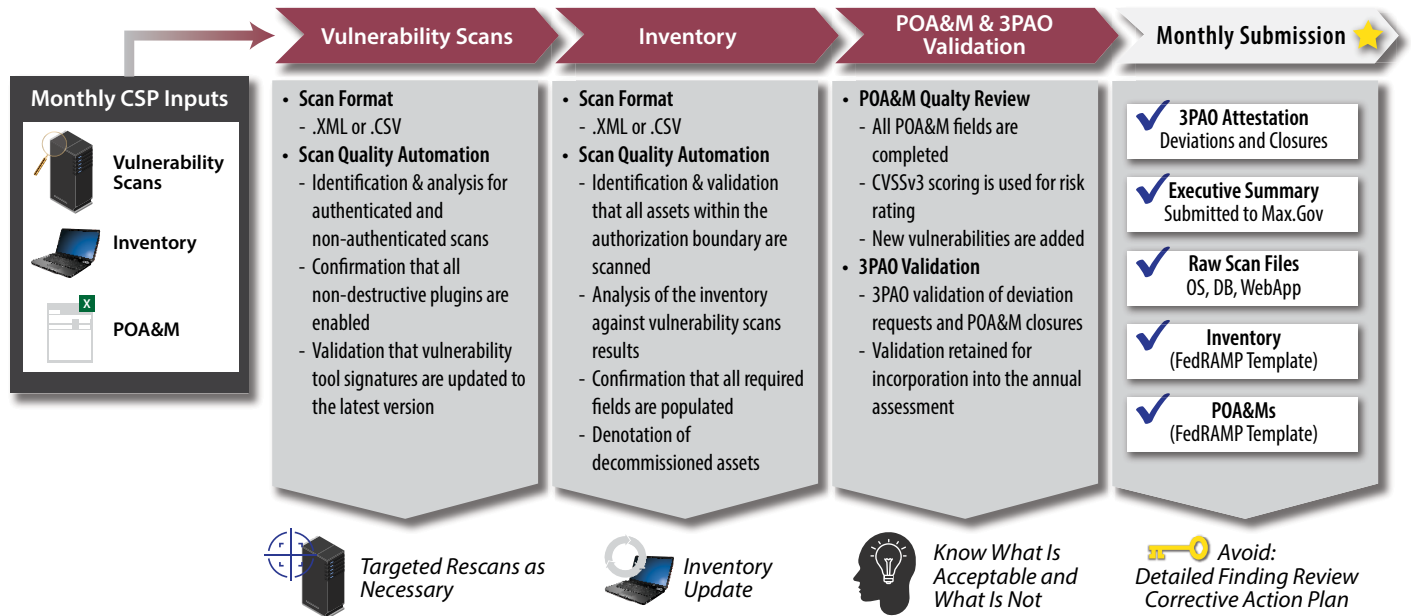 Monthly CSP Inputs
Vulnerability
Scans
Inventory
X
POA&M
Vulnerability Scans
• Scan Format
- .XML or .CSV
• Scan Quality Automation
- Identification & analysis for
authenticated and
non-authenticated scans
- Confirmation that all
non-destructive plugins are
enabled
- Validation that vulnerability
tool signatures are updated to
the latest version
Targeted Rescans as
Necessary
Inventory
• Scan Format
- .XML or .CSV
• Scan Quality Automation
- Identification & validation
that all assets within the
authorization boundary are
scanned
- Analysis of the inventory
against vulnerability scans
results
- Confirmation that all required
fields are populated
- Denotation of
decommissioned assets
Inventory
Update
POA&M & 3PAO
Validation
• POA&M Qualty Review
- All POA&M fields are
completed
- CVSSv3 scoring is used for risk
rating
- New vulnerabilities are added
• 3PAO Validation
- 3PAO validation of deviation
requests and POA&M closures
- Validation retained for
incorporation into the annual
assessment
Know What Is
Acceptable and
What Is Not
Monthly Submission
3PAO Attestation
Deviations and Closures
Executive Summary
Submitted to Max.Gov
Raw Scan Files
OS, DB, WebApp
Inventory
(FedRAMP Template)
POA&Ms
(FedRAMP Template)
Avoid:
Detailed Finding Review
Corrective Action Plan